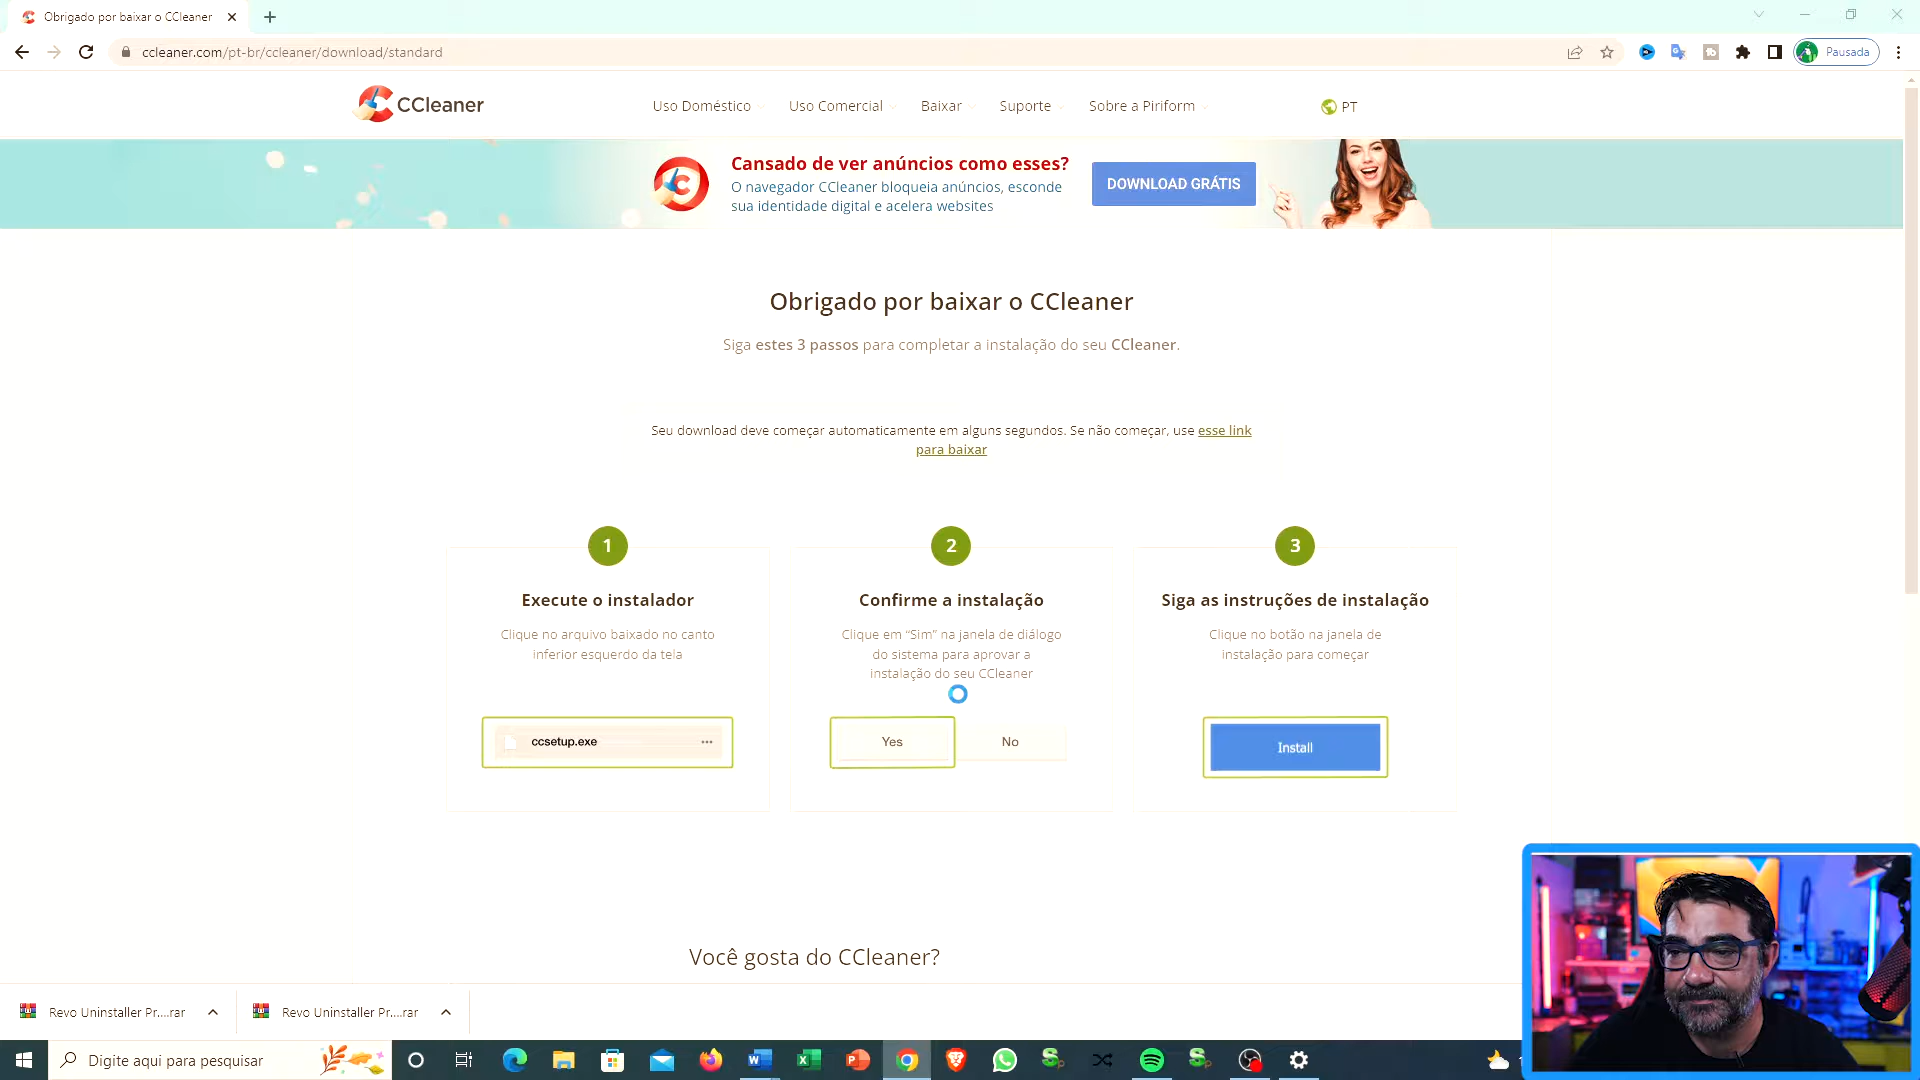 Obrigado por baixar o CCleaner
ccleaner.com/pt-br/ccleaner/download/standard
Pausada
CCleaner
Uso Doméstico
Uso Comercial
Baixar
Suporte
Sobre a Piriform
PT
Cansado de ver anúncios como esses?
O navegador CCleaner bloqueia anúncios, esconde
sua identidade digital e acelera websites
DOWNLOAD GRÁTIS
Obrigado por baixar o CCleaner
Siga estes 3 passos para completar a instalação do seu CCleaner.
Seu download deve começar automaticamente em alguns segundos. Se não começar, use esse link
para baixar
1
Execute o instalador
Clique no arquivo baixado no canto
inferior esquerdo da tela
ccsetup.exe
2
Confirme a instalação
Clique em “Sim” na janela de diálogo
do sistema para aprovar a
instalação do seu CCleaner
Yes
No
3
Siga as instruções de instalação
Clique no botão na janela de
instalação para começar
Install
Você gosta do CCleaner?
Revo Uninstaller Pr....rar
Revo Uninstaller Pr....rar
Digite aqui para pesquisar